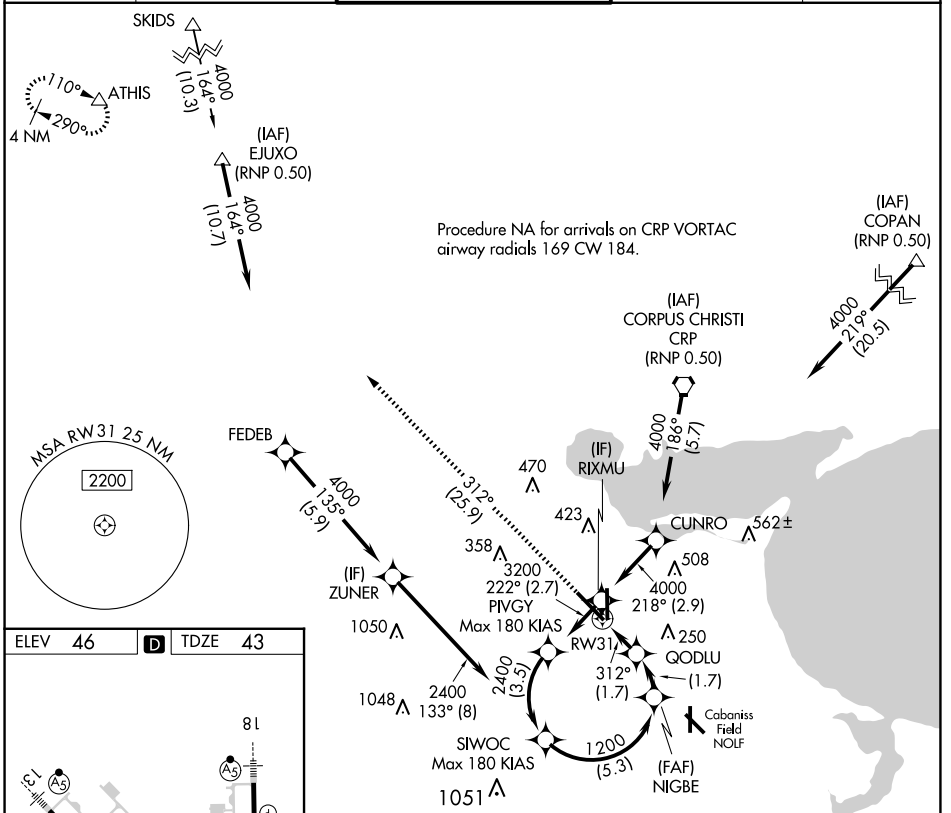 SKIDS
4000
164°
(10.3)
110°
ATHIS
290°
4 NM
(IAF)
EJUXO
(RNP 0.50)
4000
164°
(10.7)
Procedure NA for arrivals on CRP VORTAC
airway radials 169 CW 184.
(IAF)
COPAN
(RNP 0.50)
4000
219°
(20.5)
(IAF)
CORPUS CHRISTI
CRP
(RNP 0.50)
4000
186°
(5.7)
MSA RW31 25 NM
2200
FEDEB
4000
135°
(5.9)
312°
(25.9)
(IF)
RIXMU
470
423
CUNRO
562±
358
508
3200
222° (2.7)
4000
218° (2.9)
(IF)
ZUNER
PIVGY
Max 180 KIAS
RW31
250
QODLU
1050
312°
(1.7)
(1.7)
2400
(3.5)
1048
2400
133° (8)
Cabaniss
Field
NOLF
SIWOC
Max 180 KIAS
1200
(5.3)
(FAF)
NIGBE
1051
ELEV 46
D
TDZE 43
18
A5
13
A5